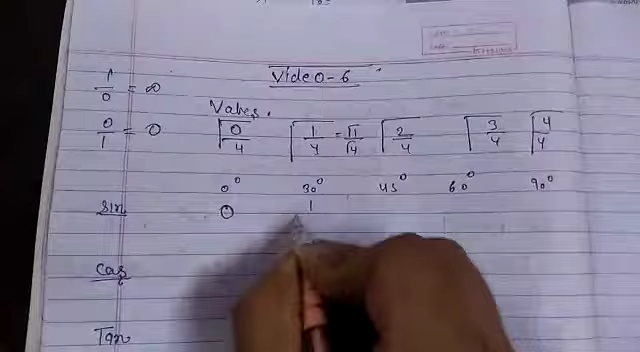 Video-6
1/0 = ∞
Values.
0/1 = 0 √0/4 √1/4 = √1/√4 √2/4 √3/4 √4/4
0° 30° 45° 60° 90°
Sin 0 1
Cos
Tan